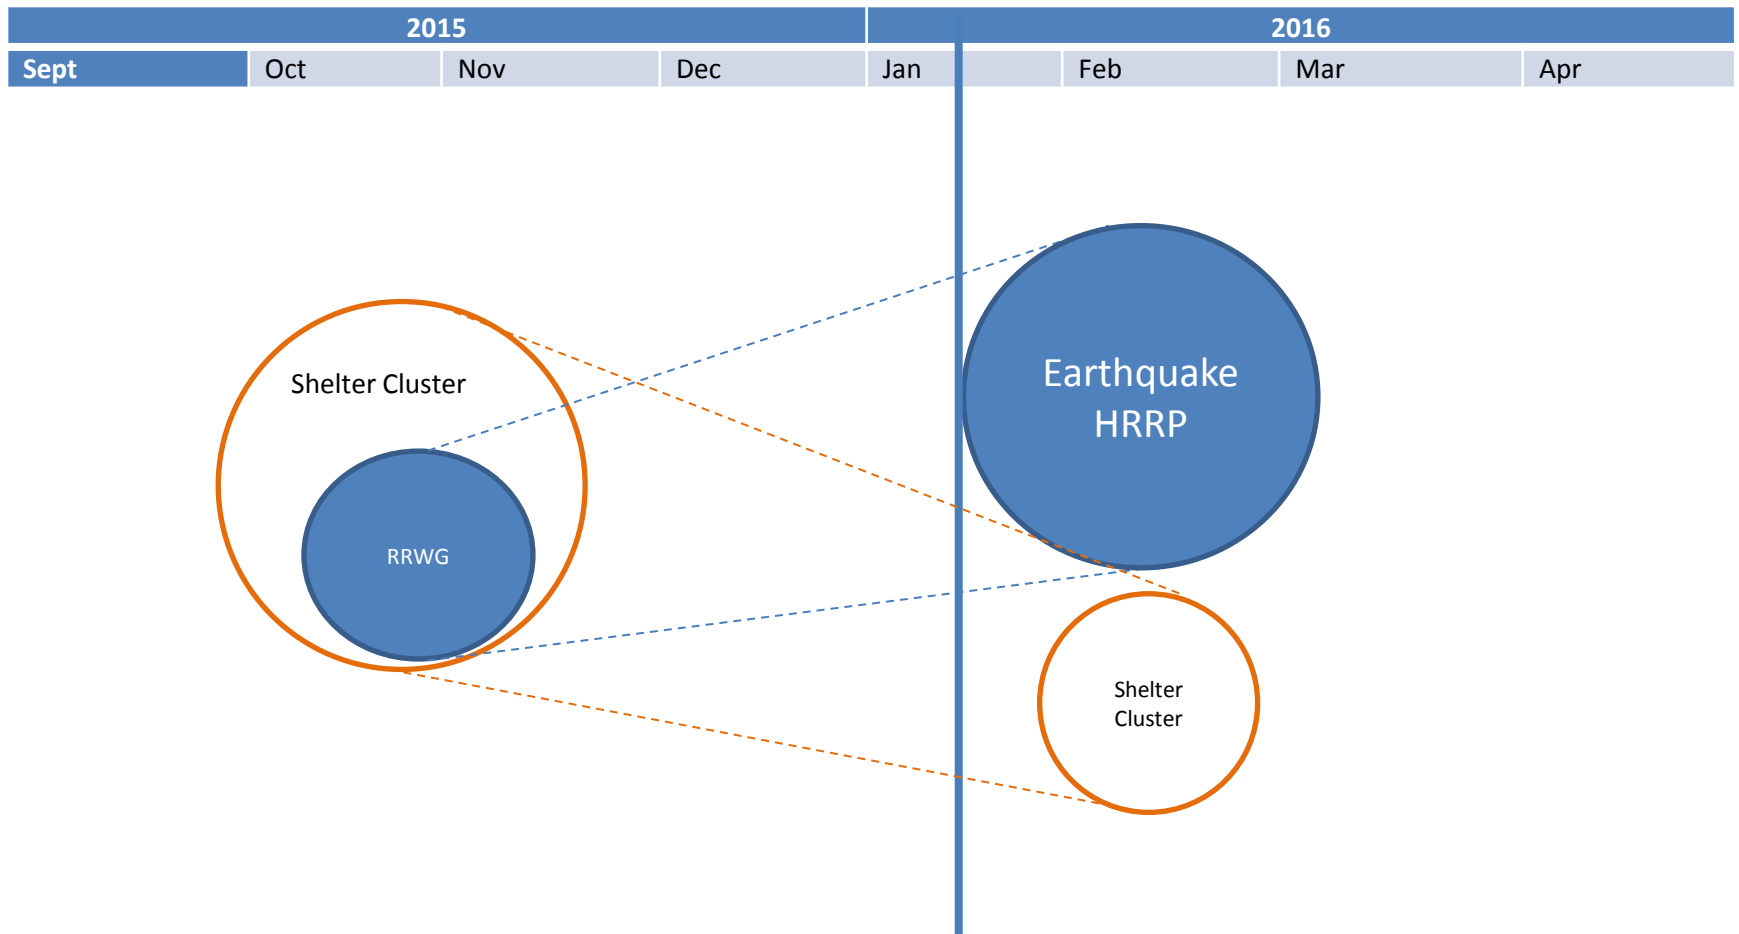 2015 2016
Sept Oct Nov Dec Jan Feb Mar Apr
Shelter Cluster
RRWG
Earthquake
HRRP
Shelter
Cluster